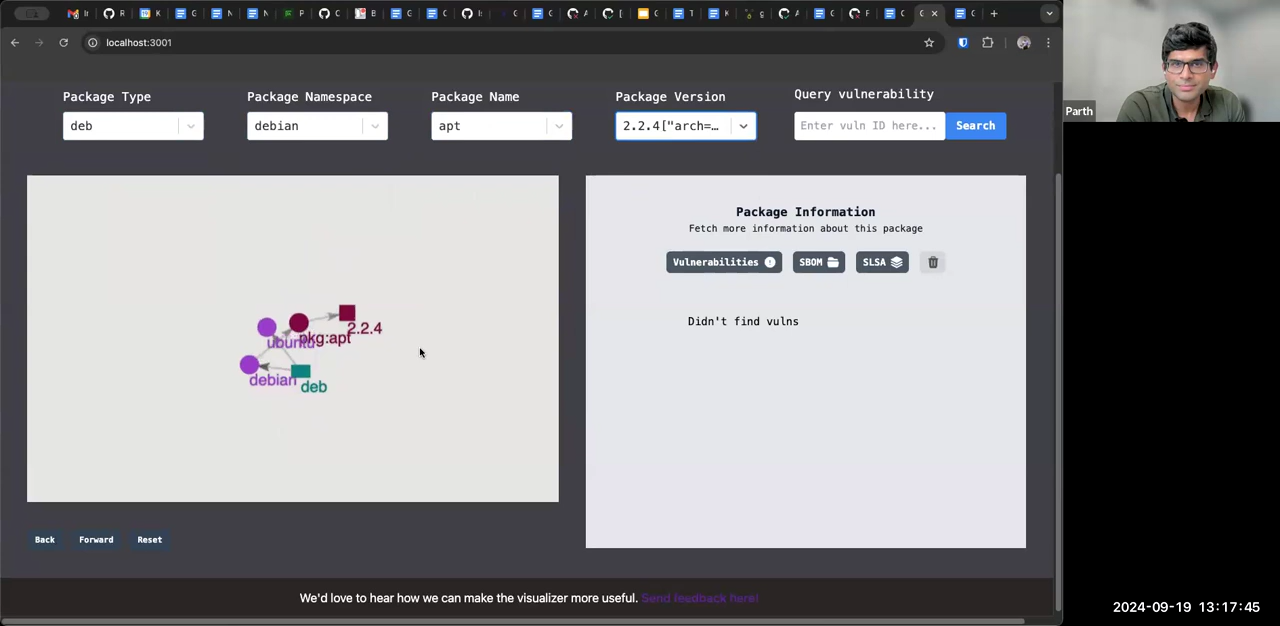 localhost:3001
Package Type
Package Namespace
Package Name
Package Version
Query vulnerability
deb
debian
apt
2.2.4["arch=…
Enter vuln ID here...
Search
Package Information
Fetch more information about this package
Vulnerabilities
SBOM
SLSA
Didn't find vulns
2.2.4
pkg:apt
ubuntu
debian
deb
Back
Forward
Reset
We'd love to hear how we can make the visualizer more useful. Send feedback here!
Parth
2024-09-19 13:17:45